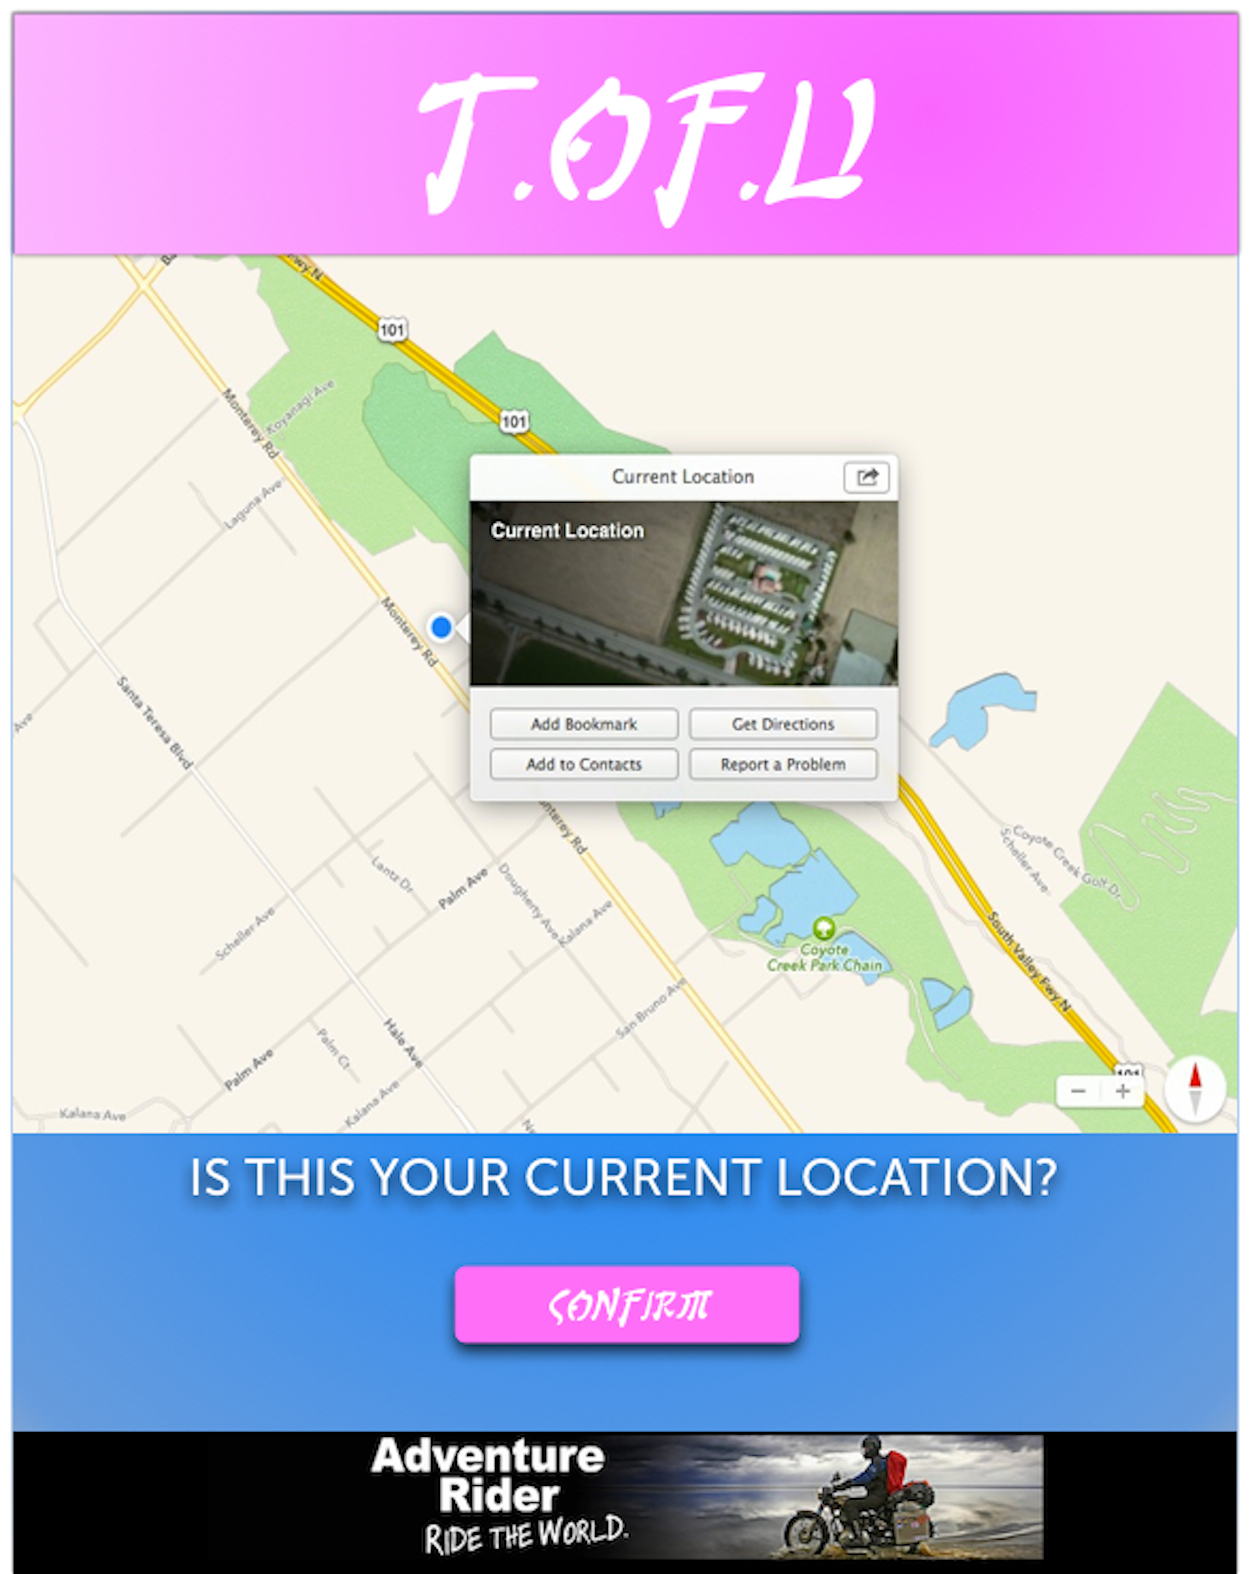 T.O.F.U
Fwy N
101
101
Monterey Rd
Koyanagi Ave
Laguna Ave
Current Location
Current Location
Monterey Rd
Santa Teresa Blvd
Ave
Add Bookmark
Get Directions
Add to Contacts
Report a Problem
Monterey Rd
Coyote Creek Golf Dr
Scheller Ave
Lantz Dr
Palm Ave
Dougherty Ave
Kalana Ave
Scheller Ave
Coyote
Creek Park Chain
South Valley Fwy N
San Bruno Ave
Hale Ave
Palm Ct
Palm Ave
101
− +
Kalana Ave
Kalana Ave
IS THIS YOUR CURRENT LOCATION?
CONFIRM
Adventure
Rider
RIDE THE WORLD.